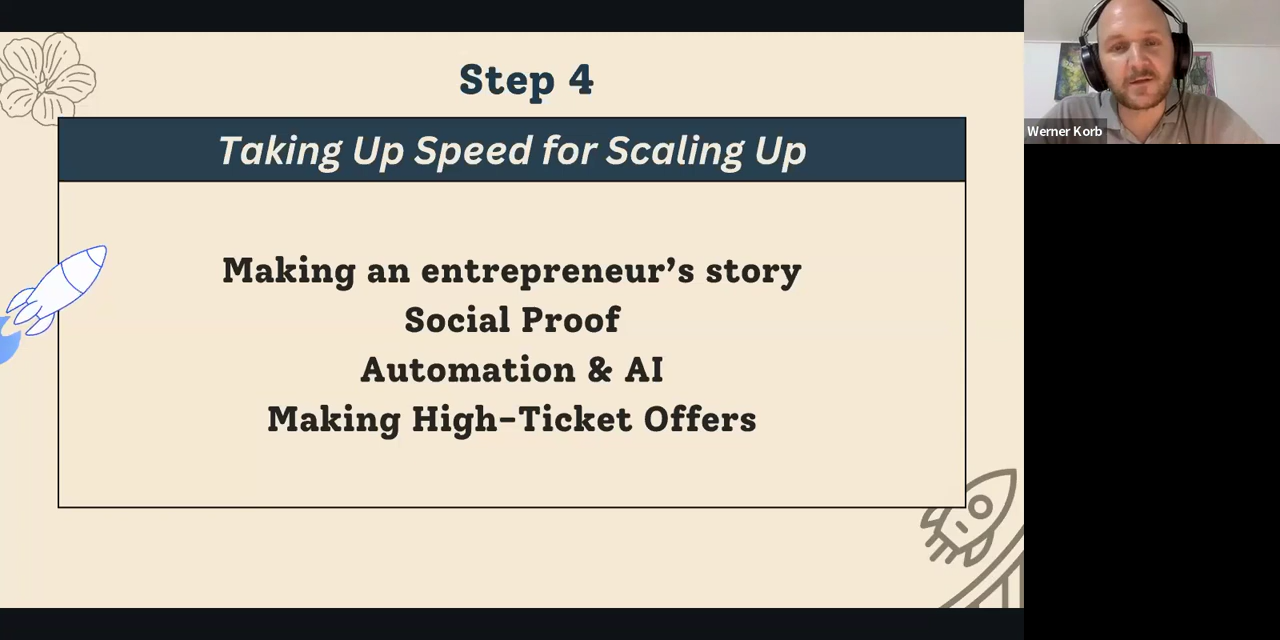 Step 4
Taking Up Speed for Scaling Up
Making an entrepreneur’s story
Social Proof
Automation & AI
Making High-Ticket Offers
Werner Korb